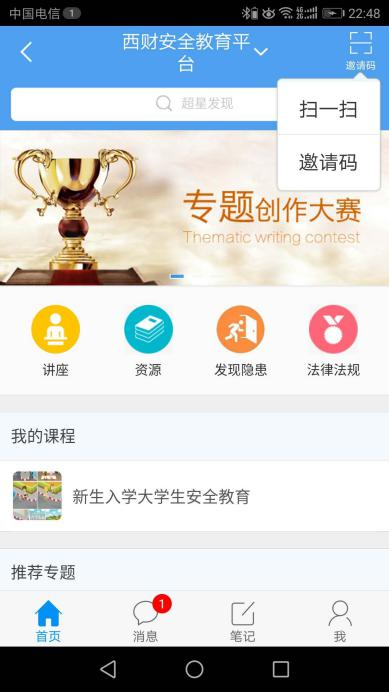 中国电信 1
22:48
西财安全教育平
台
邀请码
超星发现
扫一扫
邀请码
专题创作大赛
Thematic writing contest
讲座
资源
发现隐患
法律法规
我的课程
新生入学大学生安全教育
推荐专题
1
首页
消息
笔记
我